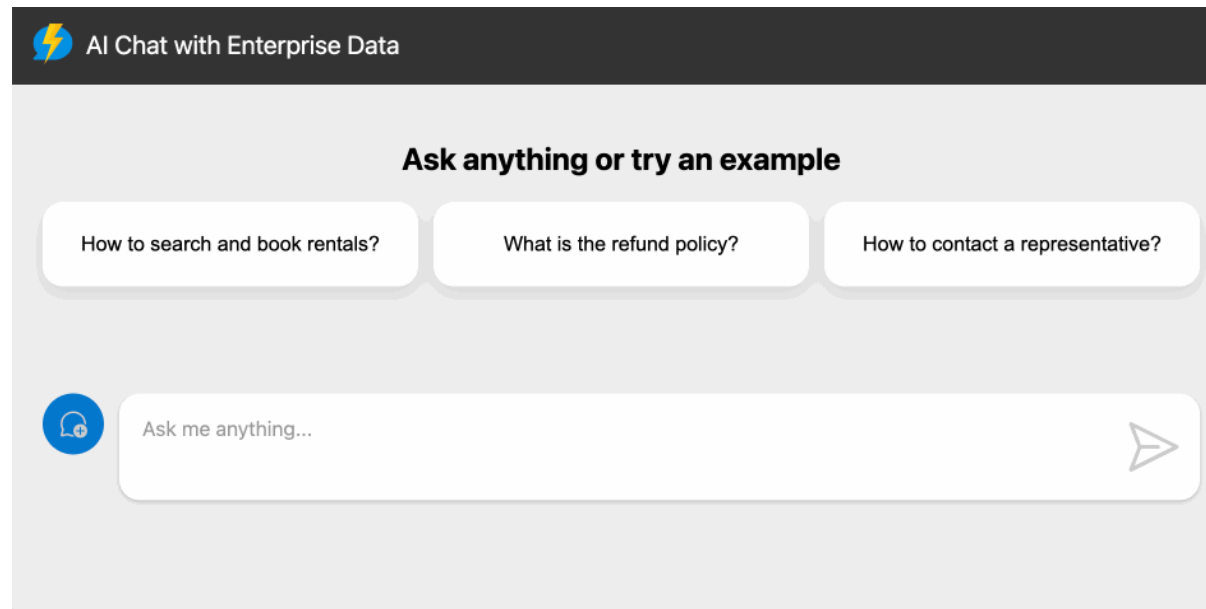 AI Chat with Enterprise Data
Ask anything or try an example
How to search and book rentals?
What is the refund policy?
How to contact a representative?
Ask me anything...